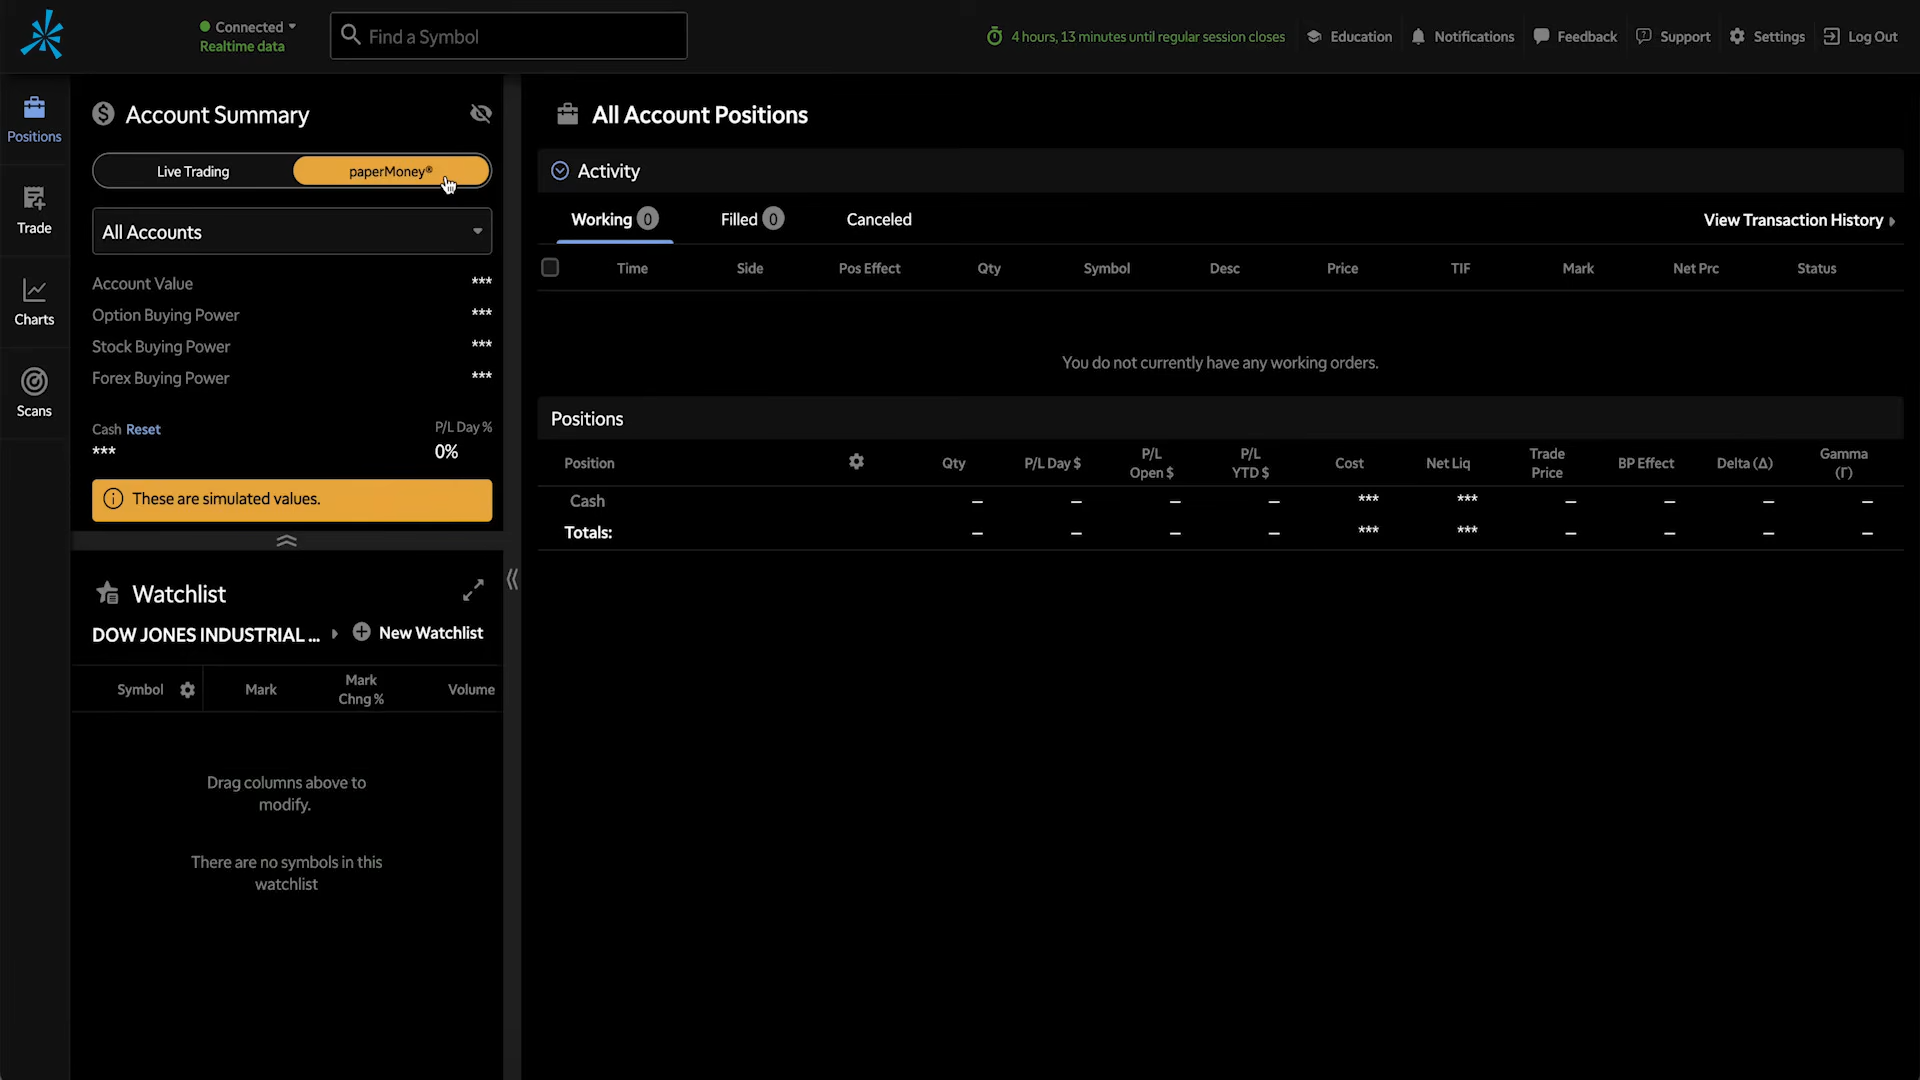 Connected
Realtime data
Find a Symbol
4 hours, 13 minutes until regular session closes
Education
Notifications
Feedback
Support
Settings
Log Out
Positions
Trade
Charts
Scans
Account Summary
Live Trading
paperMoney®
All Accounts
Account Value ***
Option Buying Power ***
Stock Buying Power ***
Forex Buying Power ***
Cash Reset P/L Day %
*** 0%
These are simulated values.
Watchlist
DOW JONES INDUSTRIAL ... New Watchlist
Symbol Mark Mark Chng % Volume
Drag columns above to
modify.
There are no symbols in this
watchlist
All Account Positions
Activity
Working 0 Filled 0 Canceled View Transaction History
Time Side Pos Effect Qty Symbol Desc Price TIF Mark Net Prc Status
You do not currently have any working orders.
Positions
Position Qty P/L Day $ P/L Open $ P/L YTD $ Cost Net Liq Trade Price BP Effect Delta (Δ) Gamma (Γ)
Cash – – – – *** *** – – – –
Totals: – – – – *** *** – – – –